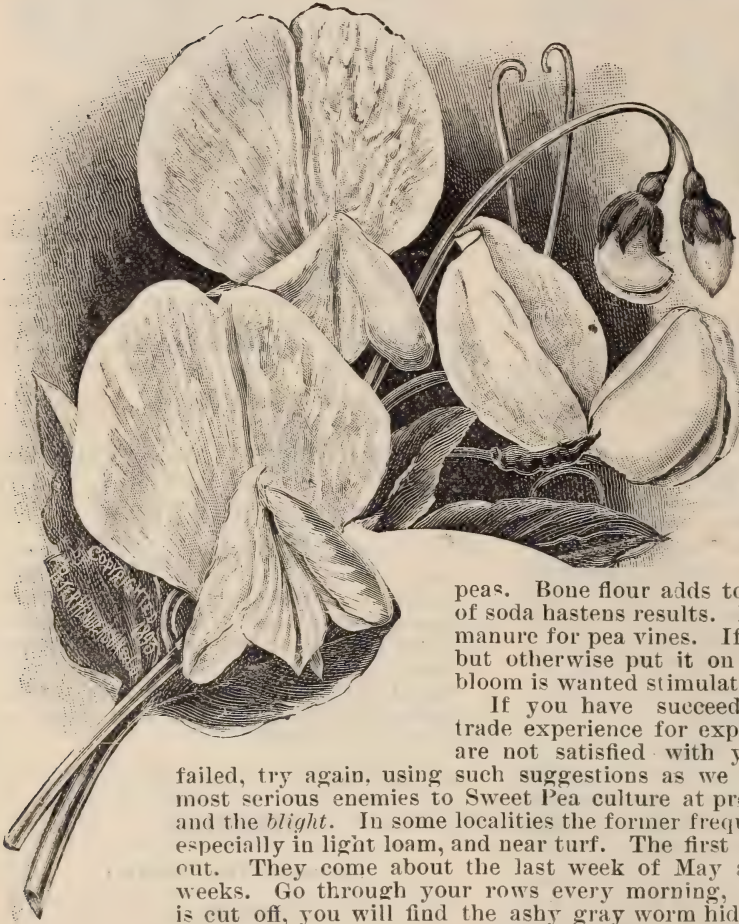 peas. Bone flour adds to
of soda hastens results.
manure for pea vines. If
but otherwise put it on
bloom is wanted stimulat
If you have succeed
trade experience for exp
are not satisfied with y
failed, try again, using such suggestions as we
most serious enemies to Sweet Pea culture at pr
and the blight. In some localities the former frequ
especially in light loam, and near turf. The first
out. They come about the last week of May a
weeks. Go through your rows every morning,
is cut off, you will find the ashy gray worm hid